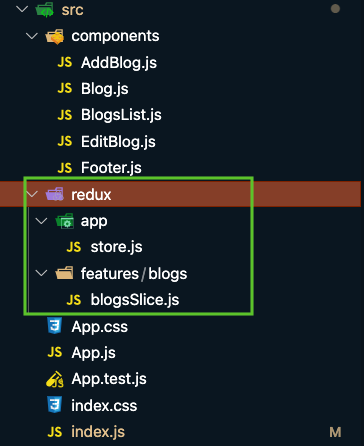 src
components
JS AddBlog.js
JS Blog.js
JS BlogsList.js
JS EditBlog.js
JS Footer.js
redux
app
JS store.js
features/blogs
JS blogsSlice.js
App.css
JS App.js
App.test.js
index.css
JS index.js M